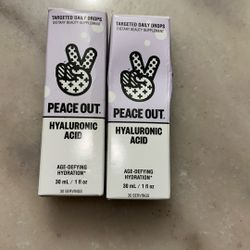 TARGETED DAILY DROPS
DIETARY BEAUTY SUPPLEMENT
PEACE OUT.
HYALURONIC
ACID
AGE-DEFYING
HYDRATION*
30 mL / 1 fl oz
30 SERVINGS
TARGETED DAILY DROPS
DIETARY BEAUTY SUPPLEMENT
PEACE OUT.
HYALURONIC
ACID
AGE-DEFYING
HYDRATION*
30 mL / 1 fl oz
30 SERVINGS